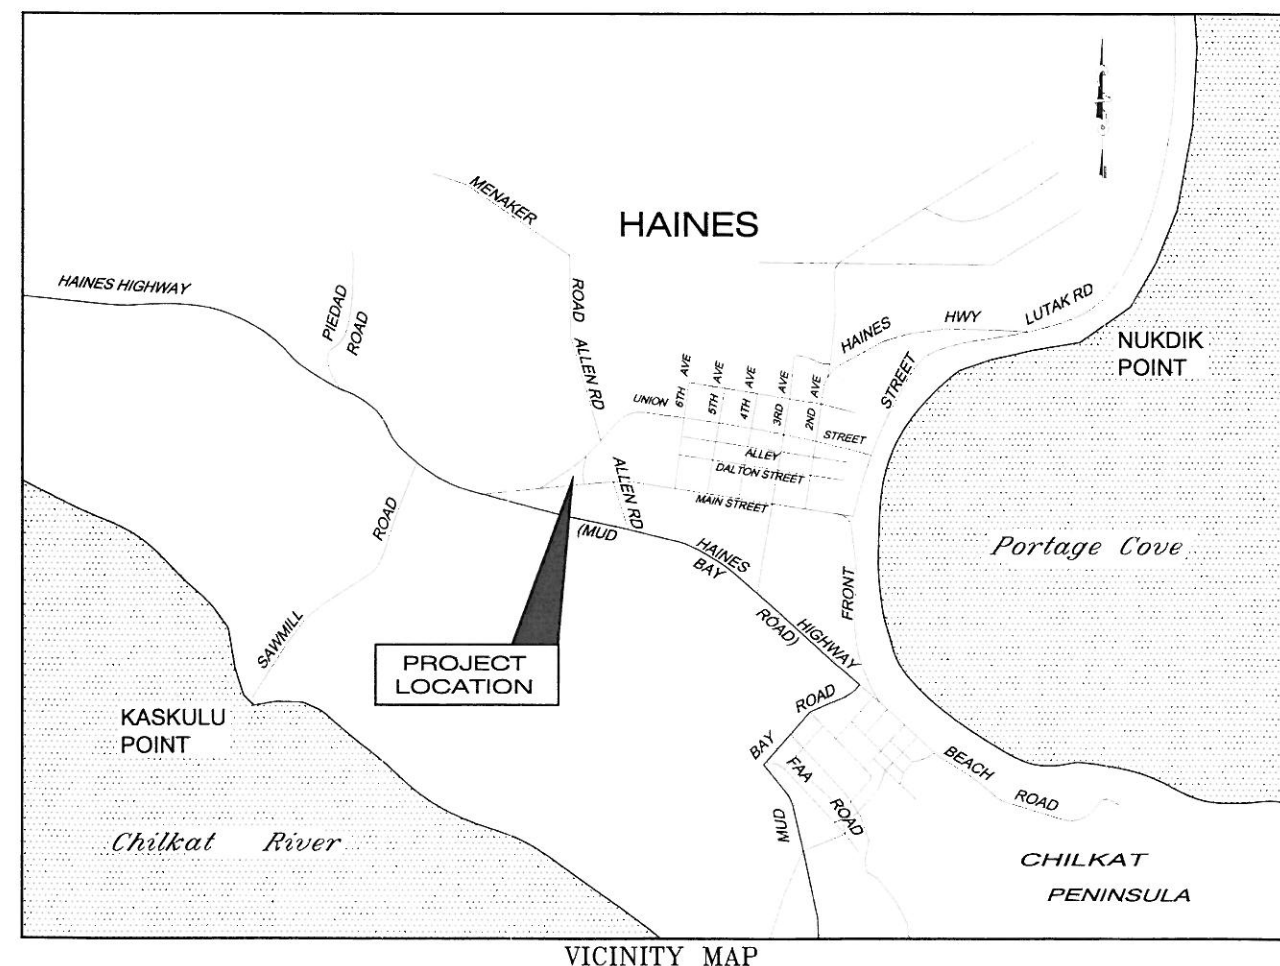 HAINES
MENAKER
ROAD
ALLEN RD
HAINES HIGHWAY
PIEDAD
ROAD
HAINES
HWY
LUTAK RD
NUKDIK
POINT
STREET
UNION
6TH AVE
5TH AVE
4TH AVE
3RD AVE
2ND AVE
STREET
ALLEY
DALTON STREET
MAIN STREET
ALLEN RD
(MUD
HAINES
BAY
HIGHWAY
ROAD)
FRONT
Portage Cove
ROAD
SAWMILL
PROJECT
LOCATION
KASKULU
POINT
ROAD
BAY
FAA
ROAD
MUD
BEACH
ROAD
Chilkat River
CHILKAT
PENINSULA
VICINITY MAP